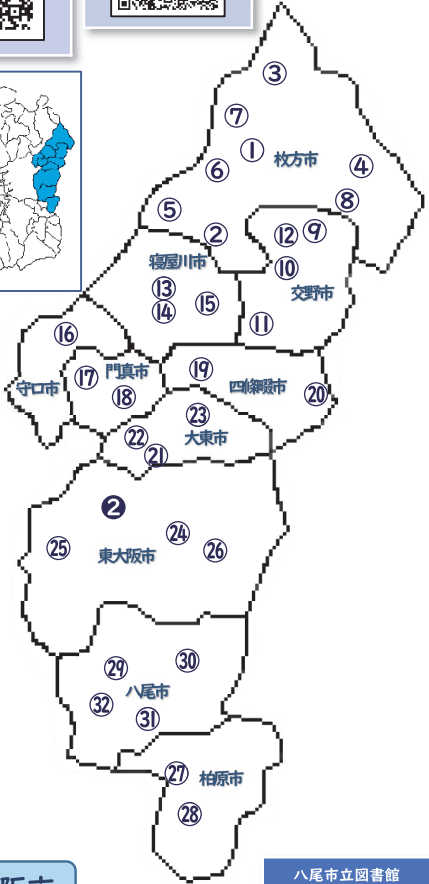 ③
⑦
①
枚方市
④
⑥
⑧
⑤
②
⑫
⑨
寝屋川市
⑩
⑬
交野市
⑮
⑭
⑪
⑯
⑲
門真市
⑰
四條畷市
守口市
⑱
⑳
㉓
㉒
大東市
㉑
❷
㉔
㉕
㉖
東大阪市
㉚
㉙
八尾市
㉜
㉛
㉗
柏原市
㉘
阪市
八尾市立図書館